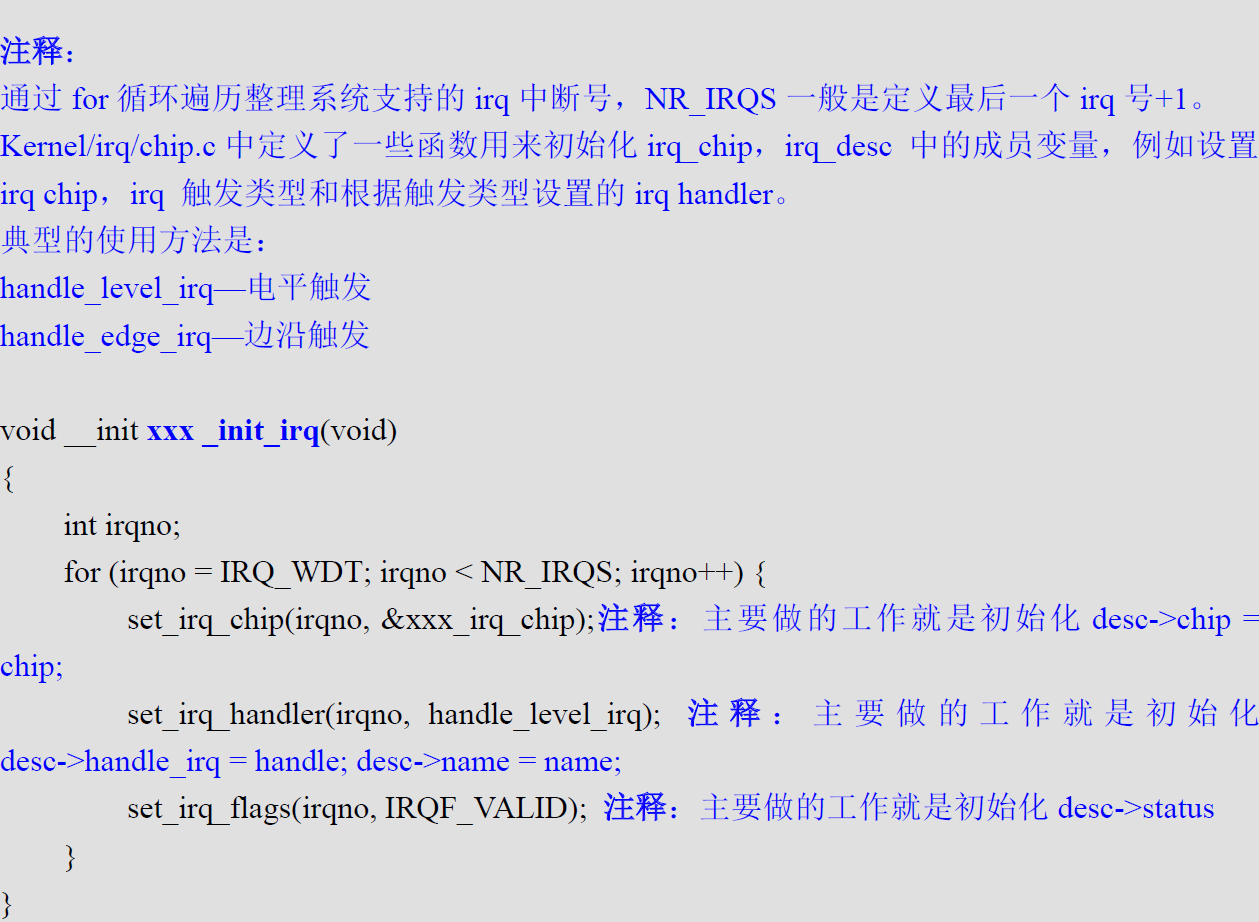 注释：
通过 for 循环遍历整理系统支持的 irq 中断号，NR_IRQS 一般是定义最后一个 irq 号+1。
Kernel/irq/chip.c 中定义了一些函数用来初始化 irq_chip，irq_desc 中的成员变量，例如设置
irq chip，irq 触发类型和根据触发类型设置的 irq handler。
典型的使用方法是：
handle_level_irq—电平触发
handle_edge_irq—边沿触发
void __init xxx _init_irq(void)
{
int irqno;
for (irqno = IRQ_WDT; irqno < NR_IRQS; irqno++) {
set_irq_chip(irqno, &xxx_irq_chip);注释：主要做的工作就是初始化 desc->chip =
chip;
set_irq_handler(irqno, handle_level_irq); 注释：主要做的工作就是初始化
desc->handle_irq = handle; desc->name = name;
set_irq_flags(irqno, IRQF_VALID); 注释：主要做的工作就是初始化 desc->status
}
}